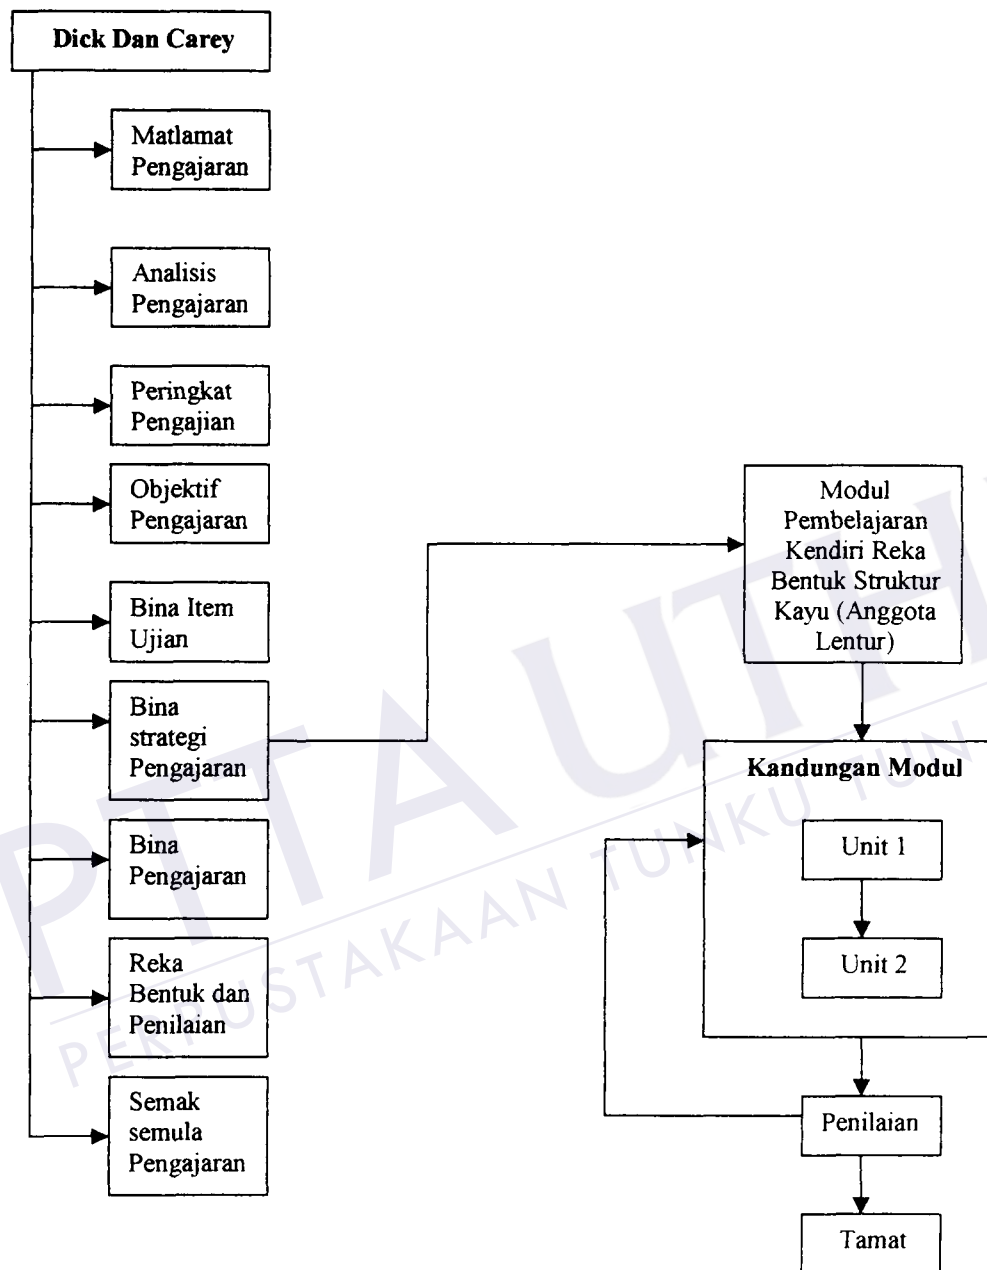 Dick Dan Carey
Matlamat
Pengajaran
Analisis
Pengajaran
Peringkat
Pengajian
Objektif
Pengajaran
Bina Item
Ujian
Bina
strategi
Pengajaran
Bina
Pengajaran
Reka
Bentuk dan
Penilaian
Semak
semula
Pengajaran
Modul
Pembelajaran
Kendiri Reka
Bentuk Struktur
Kayu (Anggota
Lentur)
Kandungan Modul
Unit 1
Unit 2
Penilaian
Tamat
PTTA UTH
PERPUSTAKAAN TUNKU TUN